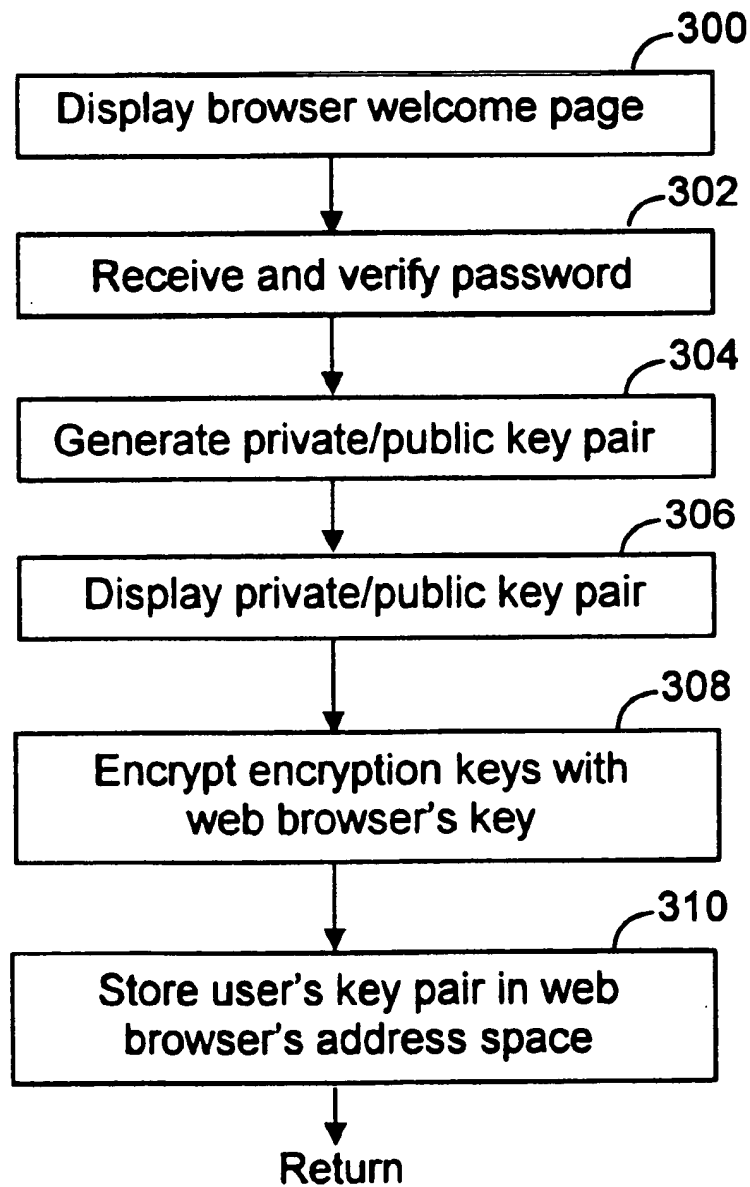 300
Display browser welcome page
302
Receive and verify password
304
Generate private/public key pair
306
Display private/public key pair
308
Encrypt encryption keys with
web browser's key
310
Store user's key pair in web
browser's address space
Return